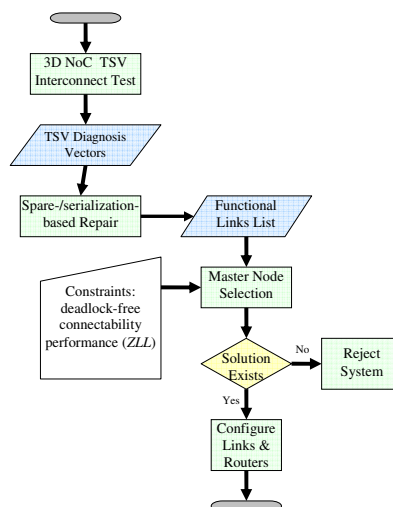 3D NoC TSV
Interconnect Test
TSV Diagnosis
Vectors
Spare-/serialization-
based Repair
Functional
Links List
Constraints:
deadlock-free
connectability
performance (ZLL)
Master Node
Selection
Solution
Exists
No
Reject
System
Yes
Configure
Links &
Routers